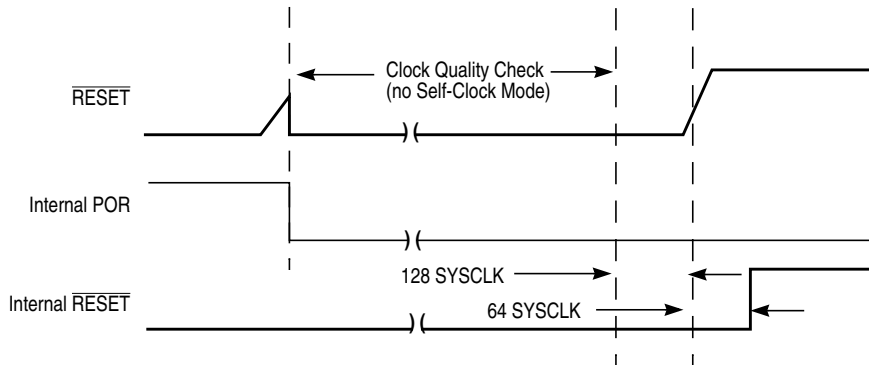 Clock Quality Check
(no Self-Clock Mode)
RESET
)(
Internal POR
)(
128 SYSCLK
64 SYSCLK
Internal RESET
)(